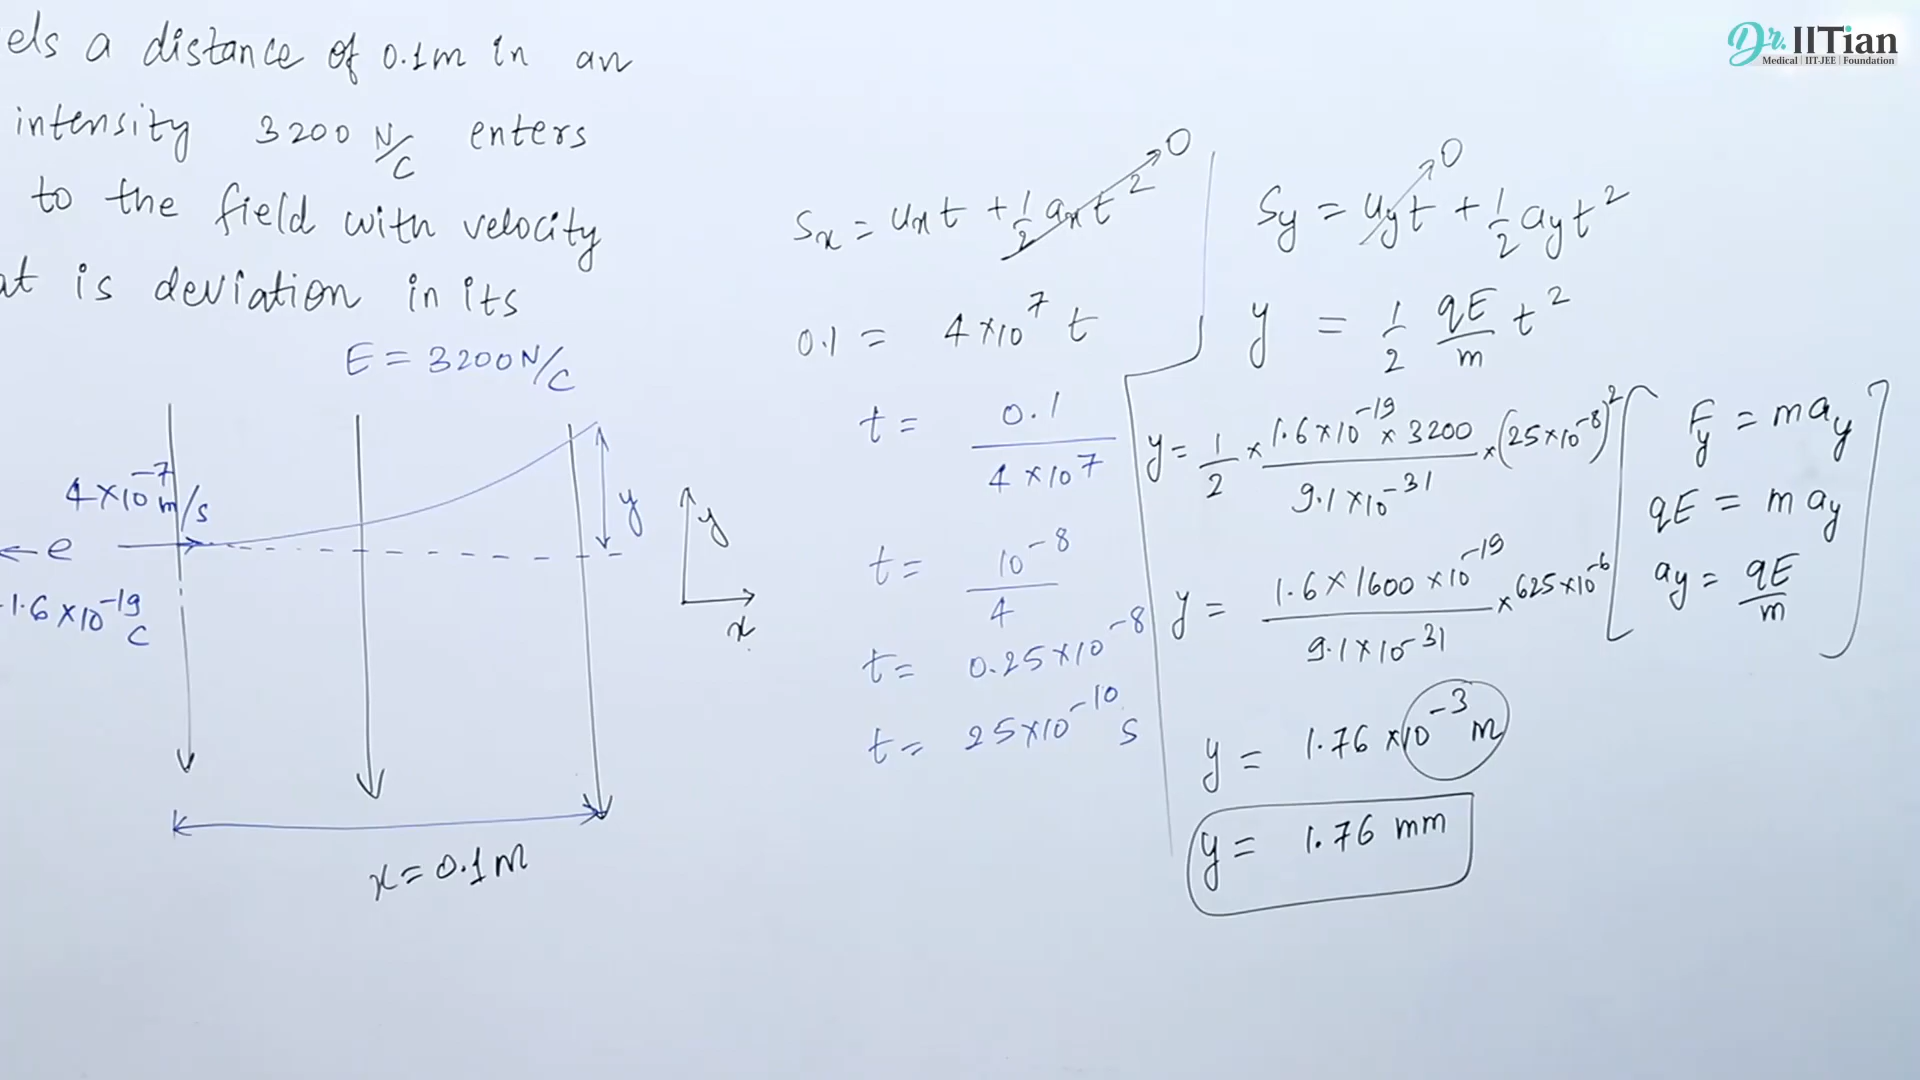 Dr. IITian
Medical | IIT-JEE | Foundation
els a distance of 0.1m in an
intensity 3200 N/C enters
to the field with velocity
at is deviation in its
E = 3200 N/C
4×10⁻⁷ m/s
← e
-1.6×10⁻¹⁹ C
y
y
x
x = 0.1 m
Sx = uxt + 1/2 axt² 0
0.1 = 4×10⁷ t
t = 0.1 / 4×10⁷
t = 10⁻⁸ / 4
t = 0.25×10⁻⁸
t = 25×10⁻¹⁰ s
Sy = uyt + 1/2 ayt² 0
y = 1/2 qE/m t²
y = 1/2 × 1.6×10⁻¹⁹ × 3200 / 9.1×10⁻³¹ × (25×10⁻⁸)²
y = 1.6×1600×10⁻¹⁹ / 9.1×10⁻³¹ × 625×10⁻⁶
y = 1.76×10⁻³ m
y = 1.76 mm
Fy = may
qE = may
ay = qE/m